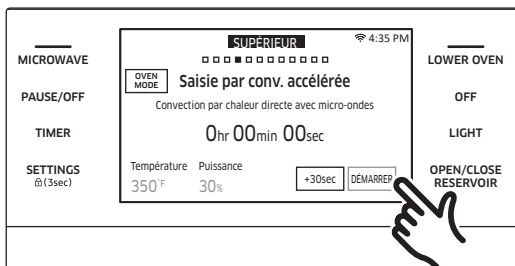 MICROWAVE
PAUSE/OFF
TIMER
SETTINGS
(3sec)
SUPÉRIEUR
4:35 PM
OVEN
MODE
Saisie par conv. accélérée
Convection par chaleur directe avec micro-ondes
0hr 00min 00sec
Température Puissance
350°F 30%
+30sec DÉMARRER
LOWER OVEN
OFF
LIGHT
OPEN/CLOSE
RESERVOIR